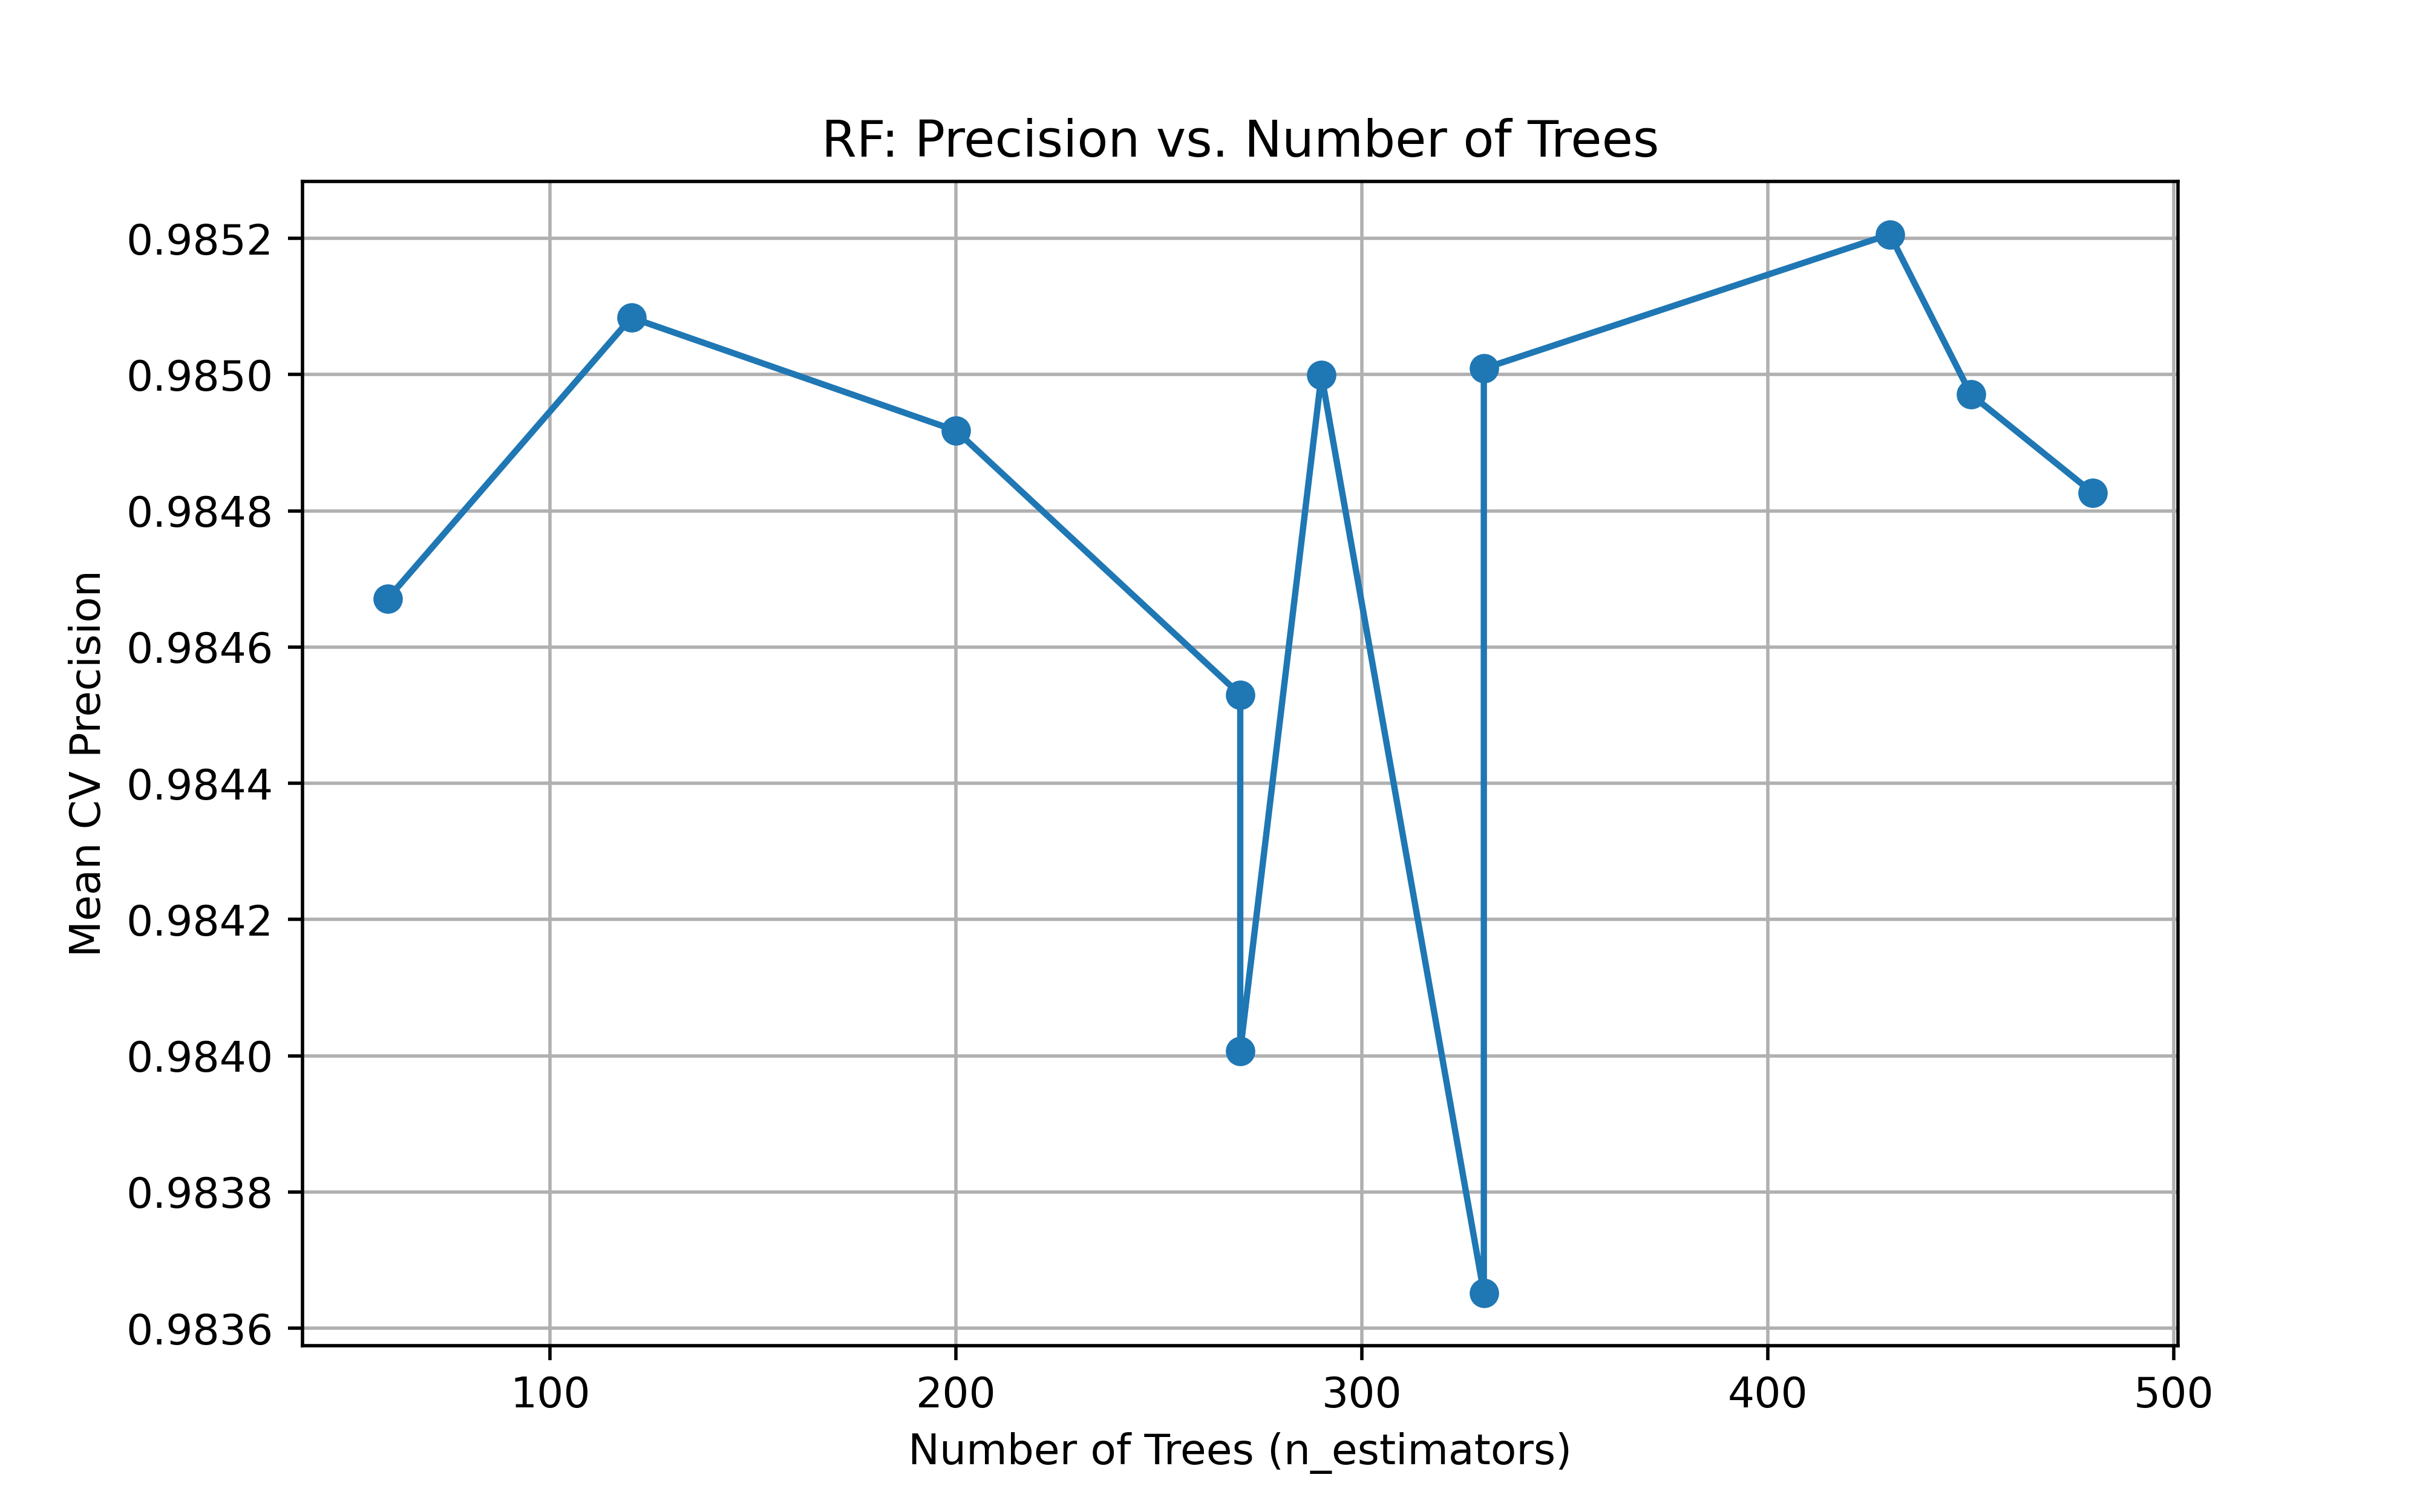 RF: Precision vs. Number of Trees
0.9852
0.9850
0.9848
0.9846
0.9844
0.9842
0.9840
0.9838
0.9836
Mean CV Precision
100 200 300 400 500
Number of Trees (n_estimators)